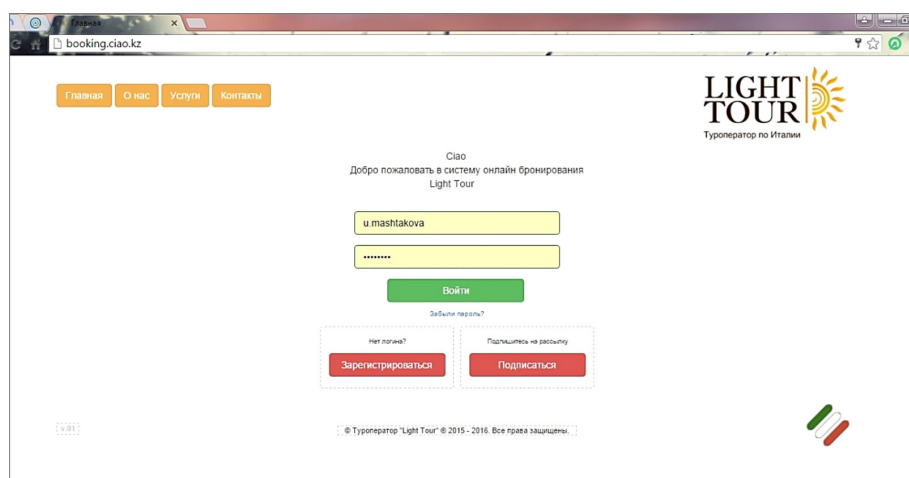 Главная
booking.ciao.kz
Главная О нас Услуги Контакты
LIGHT
TOUR
Туроператор по Италии
Ciao
Добро пожаловать в систему онлайн бронирования
Light Tour
u.mashtakova
••••••••
Войти
Забыли пароль?
Нет логина? Подпишитесь на рассылку
Зарегистрироваться Подписаться
v.01 © Туроператор "Light Tour" ® 2015 - 2016. Все права защищены.